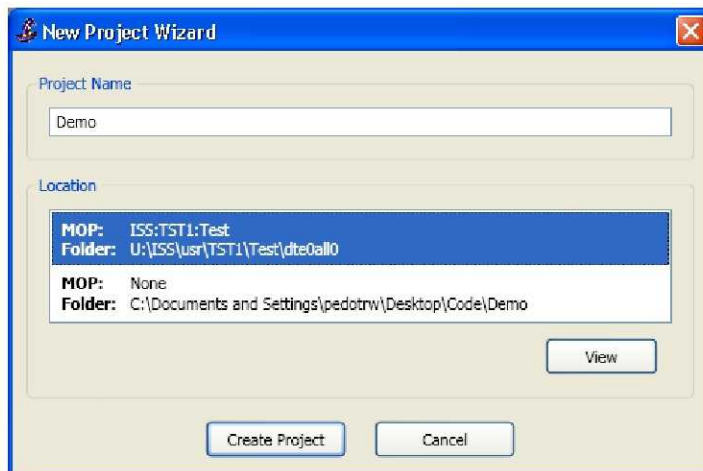 New Project Wizard
Project Name
Demo
Location
MOP: ISS:TST1:Test
Folder: U:\ISS\usr\TST1\Test\dte0all0
MOP: None
Folder: C:\Documents and Settings\pedotrw\Desktop\Code\Demo
View
Create Project Cancel